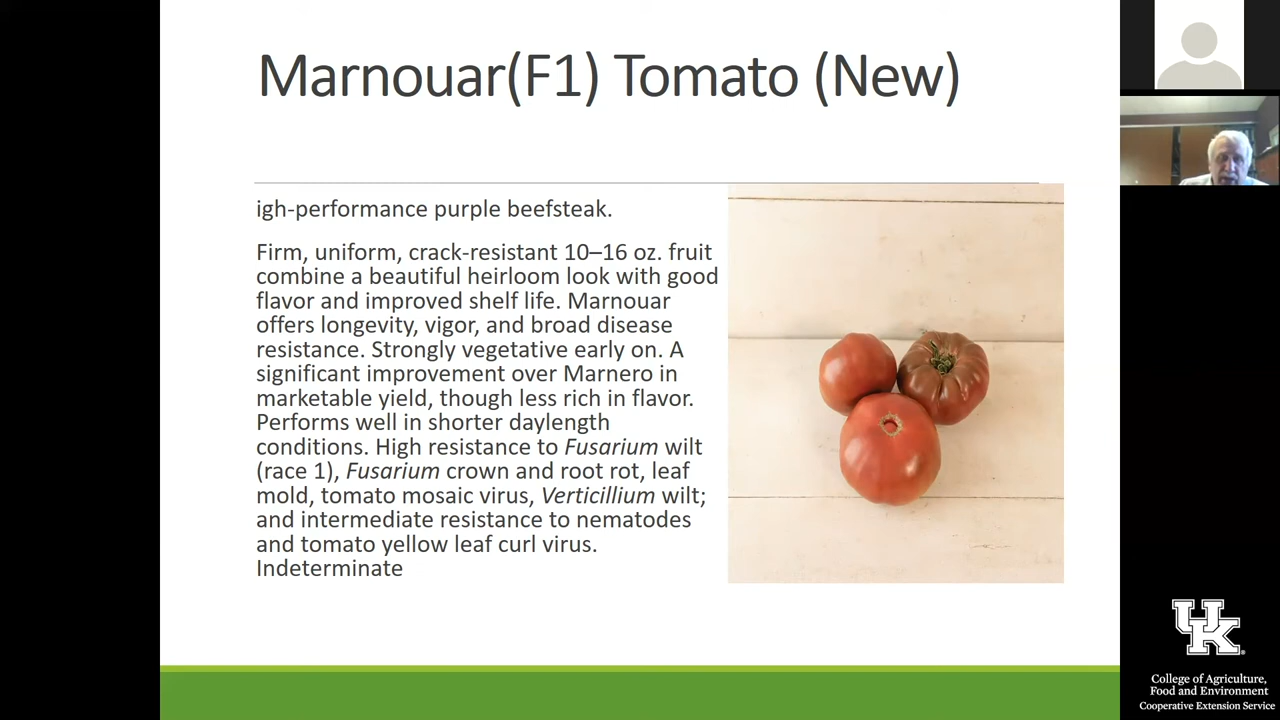 Marnouar(F1) Tomato (New)
igh-performance purple beefsteak.
Firm, uniform, crack-resistant 10–16 oz. fruit
combine a beautiful heirloom look with good
flavor and improved shelf life. Marnouar
offers longevity, vigor, and broad disease
resistance. Strongly vegetative early on. A
significant improvement over Marnero in
marketable yield, though less rich in flavor.
Performs well in shorter daylength
conditions. High resistance to Fusarium wilt
(race 1), Fusarium crown and root rot, leaf
mold, tomato mosaic virus, Verticillium wilt;
and intermediate resistance to nematodes
and tomato yellow leaf curl virus.
Indeterminate
UK
College of Agriculture,
Food and Environment
Cooperative Extension Service